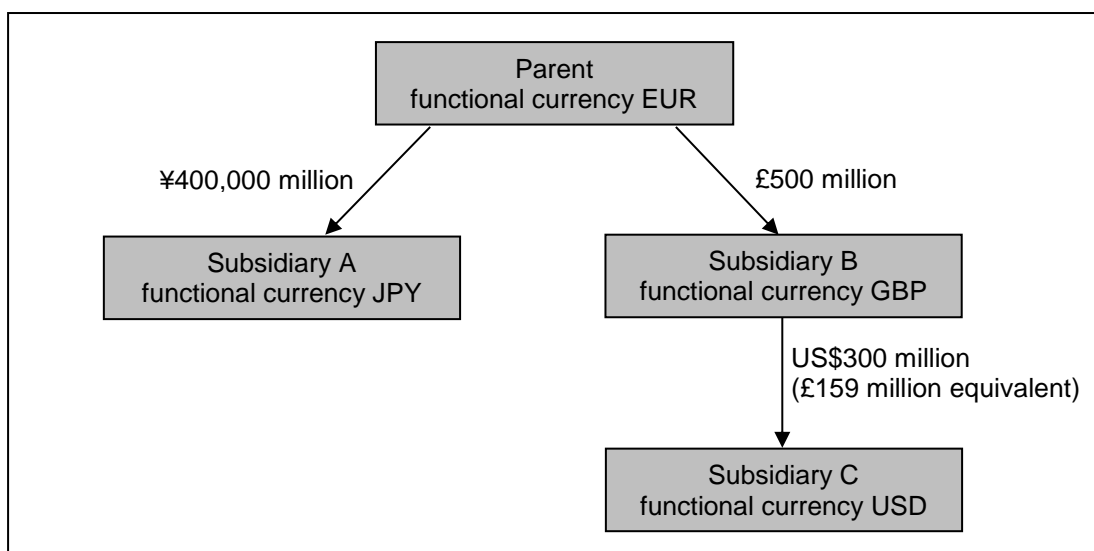 Parent
functional currency EUR
¥400,000 million
£500 million
Subsidiary A
functional currency JPY
Subsidiary B
functional currency GBP
US$300 million
(£159 million equivalent)
Subsidiary C
functional currency USD